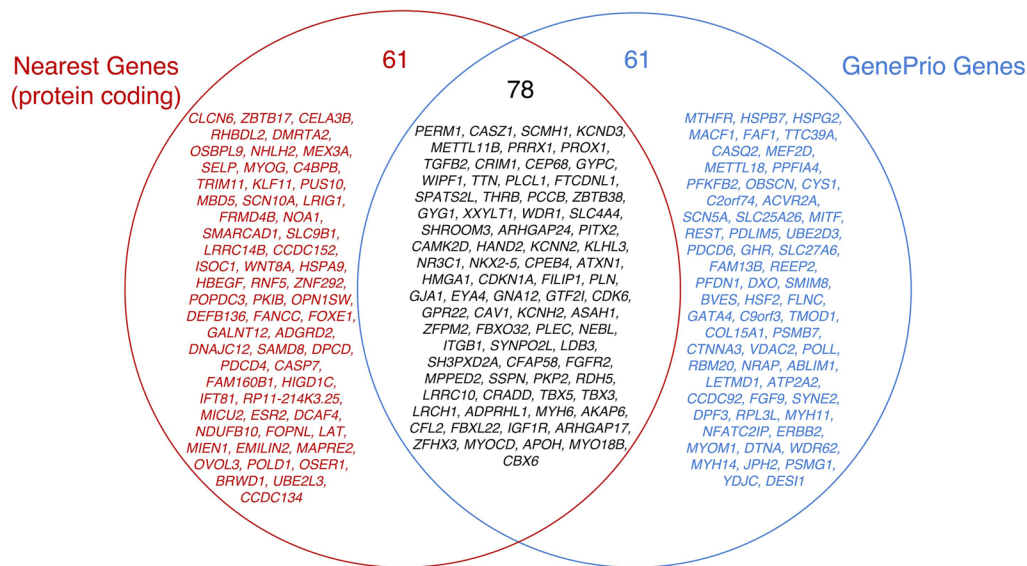 Nearest Genes
(protein coding)
61
61
GenePrio Genes
78
CLCN6, ZBTB17, CELA3B,
RHBDL2, DMRTA2,
OSBPL9, NHLH2, MEX3A,
SELP, MYOG, C4BPB,
TRIM11, KLF11, PUS10,
MBD5, SCN10A, LRIG1,
FRMD4B, NOA1,
SMARCAD1, SLC9B1,
LRRC14B, CCDC152,
ISOC1, WNT8A, HSPA9,
HBEGF, RNF5, ZNF292,
POPDC3, PKIB, OPN1SW,
DEFB136, FANCC, FOXE1,
GALNT12, ADGRD2,
DNAJC12, SAMD8, DPCD,
PDCD4, CASP7,
FAM160B1, HIGD1C,
IFT81, RP11-214K3.25,
MICU2, ESR2, DCAF4,
NDUFB10, FOPNL, LAT,
MIEN1, EMILIN2, MAPRE2,
OVOL3, POLD1, OSER1,
BRWD1, UBE2L3,
CCDC134
PERM1, CASZ1, SCMH1, KCND3,
METTL11B, PRRX1, PROX1,
TGFB2, CRIM1, CEP68, GYPC,
WIPF1, TTN, PLCL1, FTCDNL1,
SPATS2L, THRB, PCCB, ZBTB38,
GYG1, XXYLT1, WDR1, SLC4A4,
SHROOM3, ARHGAP24, PITX2,
CAMK2D, HAND2, KCNN2, KLHL3,
NR3C1, NKX2-5, CPEB4, ATXN1,
HMGA1, CDKN1A, FILIP1, PLN,
GJA1, EYA4, GNA12, GTF2I, CDK6,
GPR22, CAV1, KCNH2, ASAH1,
ZFPM2, FBXO32, PLEC, NEBL,
ITGB1, SYNPO2L, LDB3,
SH3PXD2A, CFAP58, FGFR2,
MPPED2, SSPN, PKP2, RDH5,
LRRC10, CRADD, TBX5, TBX3,
LRCH1, ADPRHL1, MYH6, AKAP6,
CFL2, FBXL22, IGF1R, ARHGAP17,
ZFHX3, MYOCD, APOH, MYO18B,
CBX6
MTHFR, HSPB7, HSPG2,
MACF1, FAF1, TTC39A,
CASQ2, MEF2D,
METTL18, PPFIA4,
PFKFB2, OBSCN, CYS1,
C2orf74, ACVR2A,
SCN5A, SLC25A26, MITF,
REST, PDLIM5, UBE2D3,
PDCD6, GHR, SLC27A6,
FAM13B, REEP2,
PFDN1, DXO, SMIM8,
BVES, HSF2, FLNC,
GATA4, C9orf3, TMOD1,
COL15A1, PSMB7,
CTNNA3, VDAC2, POLL,
RBM20, NRAP, ABLIM1,
LETMD1, ATP2A2,
CCDC92, FGF9, SYNE2,
DPF3, RPL3L, MYH11,
NFATC2IP, ERBB2,
MYOM1, DTNA, WDR62,
MYH14, JPH2, PSMG1,
YDJC, DESI1